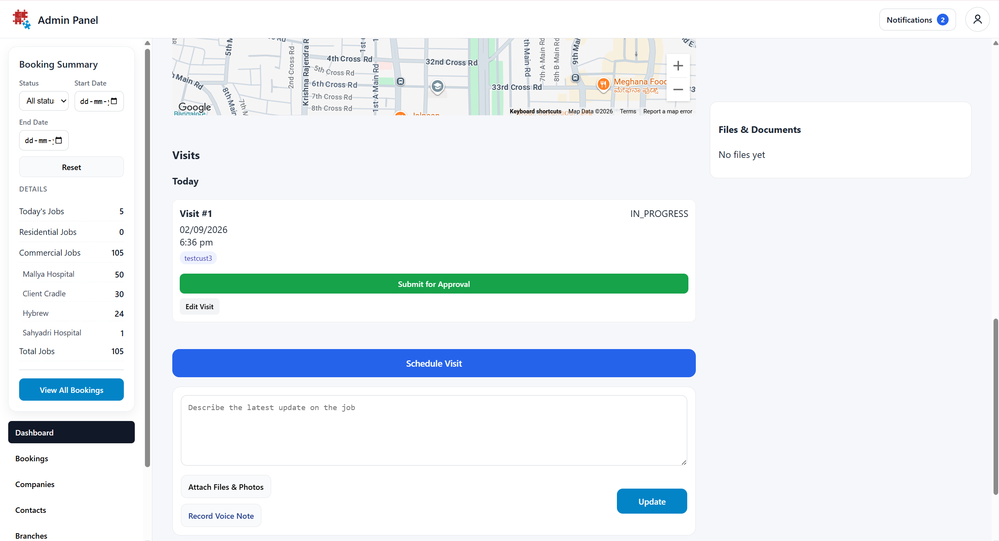 Admin Panel
Notifications 2
Booking Summary
Status
Start Date
dd-mm-
End Date
dd-mm-
Reset
DETAILS
Today's Jobs 5
Residential Jobs 0
Commercial Jobs 105
Mallya Hospital 50
Client Cradle 30
Hybrew 24
Sahyadri Hospital 1
Total Jobs 105
View All Bookings
Dashboard
Bookings
Companies
Contacts
Branches
5th M
2nd Cross Rd
Krishna Rajendra R
4th Cross Rd
5th Cross Rd
6th Cross Rd
7th Cross Rd
8th Cross Rd
1st A Main Rd
Main Rd
8th Main
7th M
32nd Cross Rd
33rd Cross Rd
th Main Rd
7th A Main Rd
8th B Main Rd
9th Mai
Meghana Food
ಮೇಘನಾ ಫುಡ್ಸ್
Google
Bangalore
Keyboard shortcuts
Map Data ©2026
Terms
Report a map error
Visits
Today
Visit #1
IN_PROGRESS
02/09/2026
6:36 pm
testcust3
Submit for Approval
Edit Visit
Schedule Visit
Describe the latest update on the job
Attach Files & Photos
Record Voice Note
Update
Files & Documents
No files yet